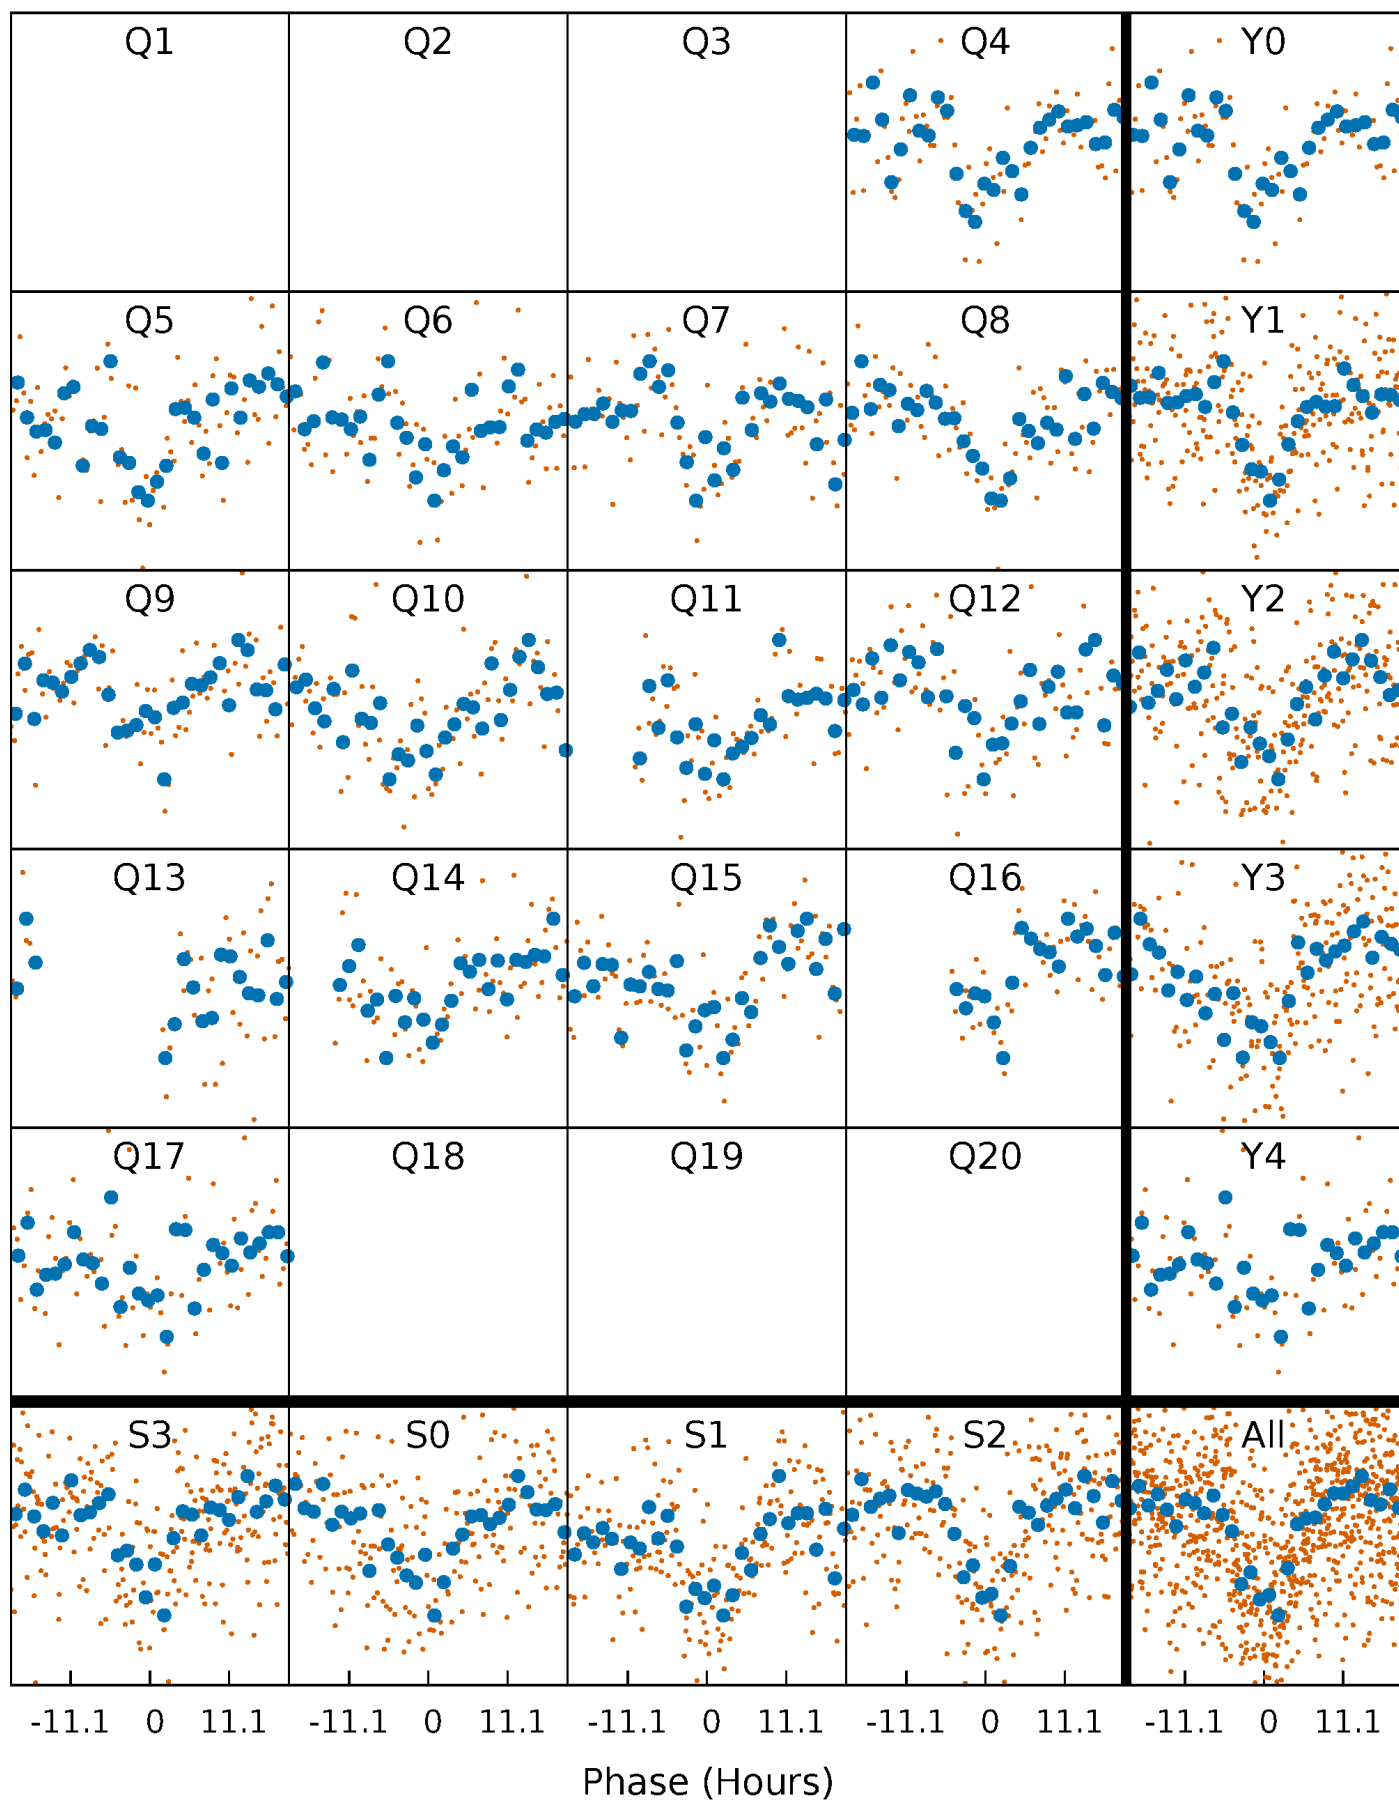 Q1 Q2 Q3 Q4 Y0
Q5 Q6 Q7 Q8 Y1
Q9 Q10 Q11 Q12 Y2
Q13 Q14 Q15 Q16 Y3
Q17 Q18 Q19 Q20 Y4
S3 S0 S1 S2 All
-11.1 0 11.1 -11.1 0 11.1 -11.1 0 11.1 -11.1 0 11.1 -11.1 0 11.1
Phase (Hours)